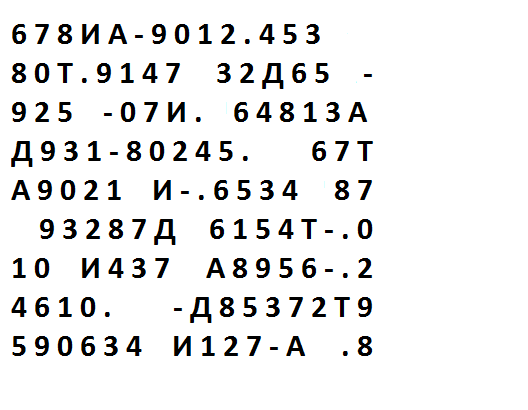 678ИА-9012.453
80Т.9147 32Д65 -
925 -07И. 64813А
Д931-80245. 67Т
А9021 И-.6534 87
93287Д 6154Т-.0
10 И437 А8956-.2
4610. -Д85372Т9
590634 И127-А .8